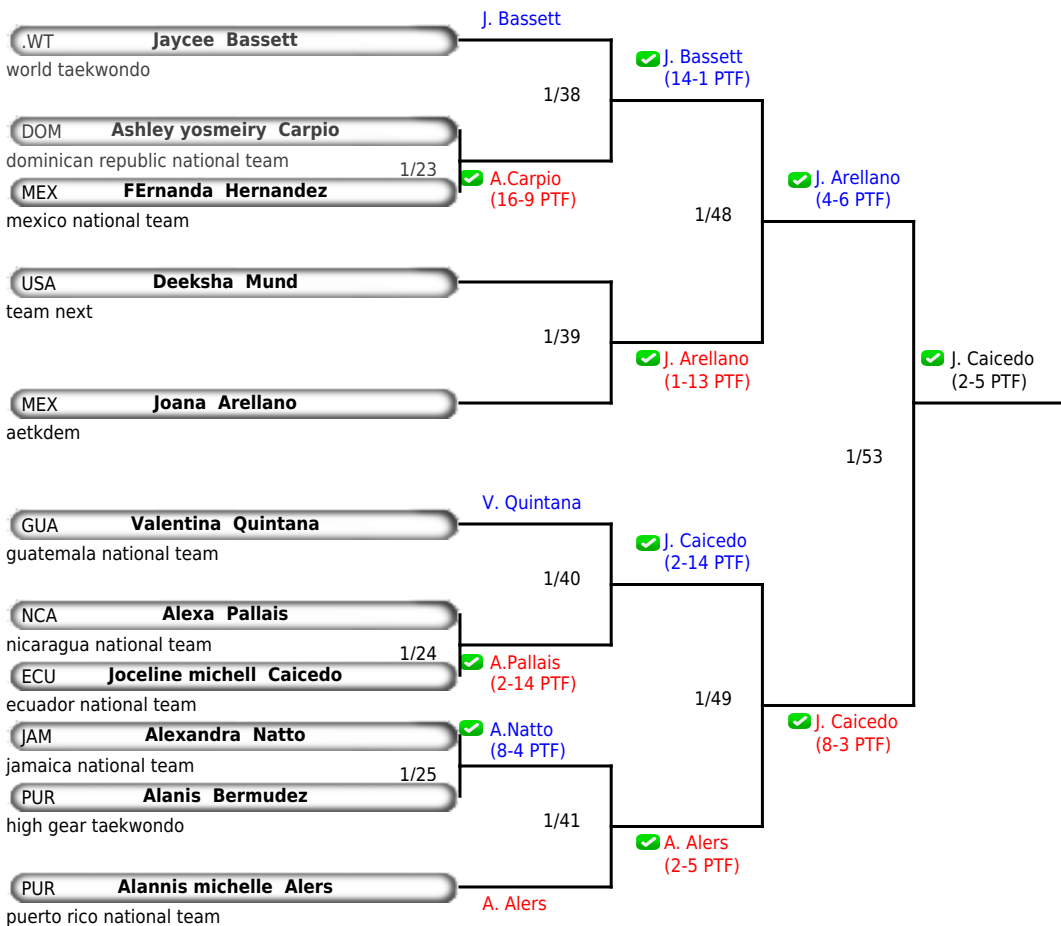 J. Bassett
.WT Jaycee Bassett
world taekwondo
J. Bassett
(14-1 PTF)
1/38
DOM Ashley yosmeiry Carpio
dominican republic national team
1/23
A.Carpio
(16-9 PTF)
MEX FErnanda Hernandez
mexico national team
J. Arellano
(4-6 PTF)
1/48
USA Deeksha Mund
team next
1/39
J. Arellano
(1-13 PTF)
MEX Joana Arellano
aetkdem
J. Caicedo
(2-5 PTF)
1/53
V. Quintana
GUA Valentina Quintana
guatemala national team
J. Caicedo
(2-14 PTF)
1/40
NCA Alexa Pallais
nicaragua national team
1/24
A.Pallais
(2-14 PTF)
ECU Joceline michell Caicedo
ecuador national team
1/49
J. Caicedo
(8-3 PTF)
JAM Alexandra Natto
jamaica national team
A.Natto
(8-4 PTF)
1/25
PUR Alanis Bermudez
high gear taekwondo
1/41
A. Alers
(2-5 PTF)
PUR Alannis michelle Alers
puerto rico national team
A. Alers